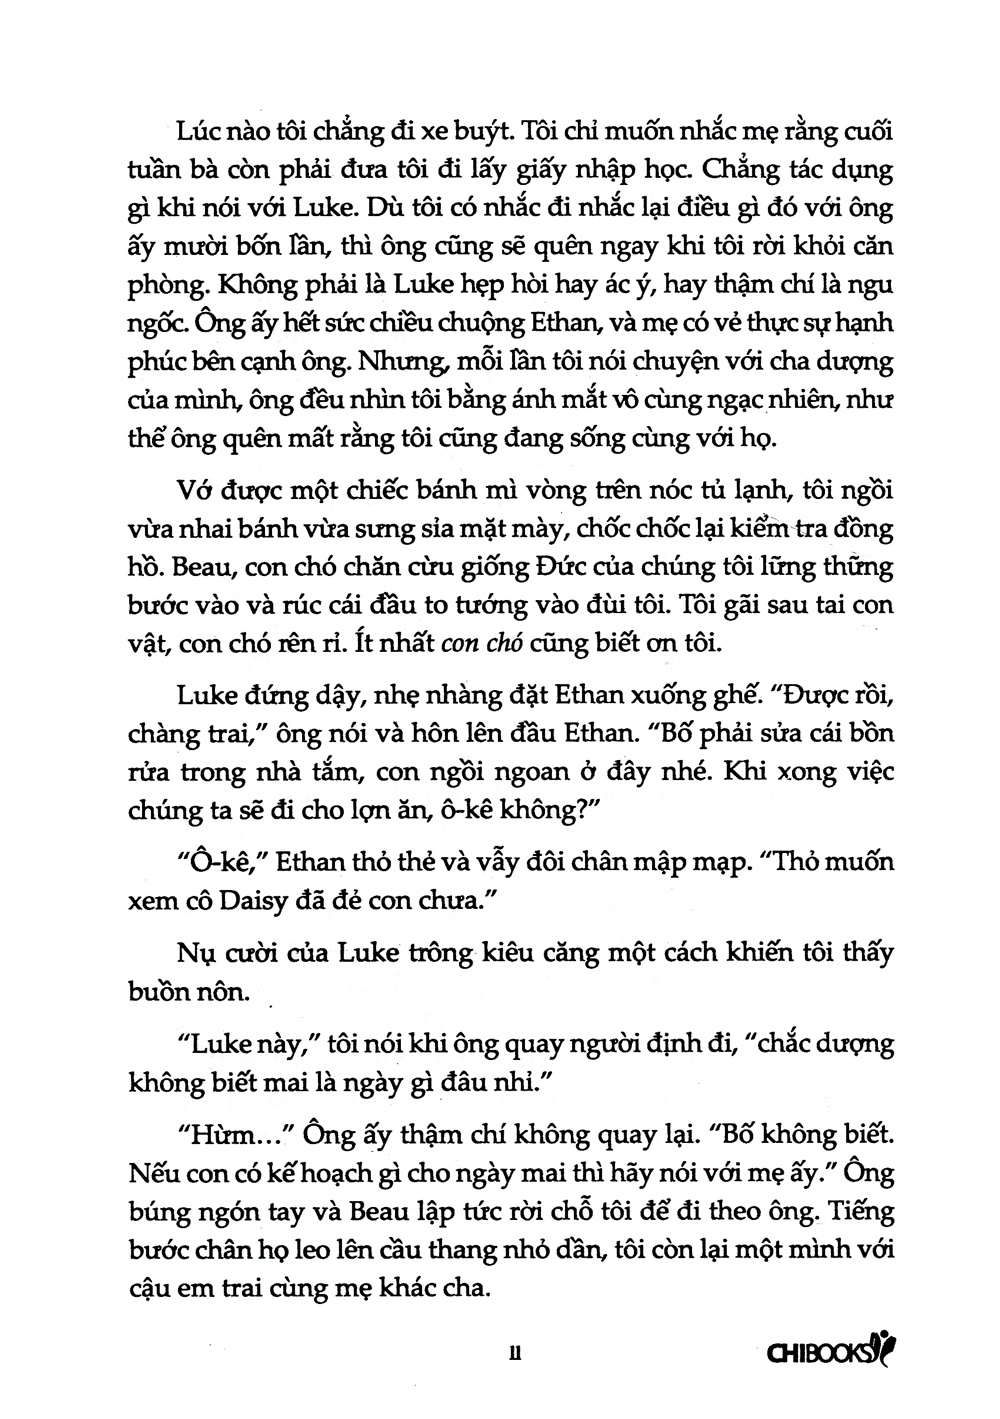 Lúc nào tôi chẳng đi xe buýt. Tôi chỉ muốn nhắc mẹ rằng cuối
tuần bà còn phải đưa tôi đi lấy giấy nhập học. Chẳng tác dụng
gì khi nói với Luke. Dù tôi có nhắc đi nhắc lại điều gì đó với ông
ấy mười bốn lần, thì ông cũng sẽ quên ngay khi tôi rời khỏi căn
phòng. Không phải là Luke hẹp hòi hay ác ý, hay thậm chí là ngu
ngốc. Ông ấy hết sức chiều chuộng Ethan, và mẹ có vẻ thực sự hạnh
phúc bên cạnh ông. Nhưng, mỗi lần tôi nói chuyện với cha dượng
của mình, ông đều nhìn tôi bằng ánh mắt vô cùng ngạc nhiên, như
thể ông quên mất rằng tôi cũng đang sống cùng với họ.
Vớ được một chiếc bánh mì vòng trên nóc tủ lạnh, tôi ngồi
vừa nhai bánh vừa sưng sỉa mặt mày, chốc chốc lại kiểm tra đồng
hồ. Beau, con chó chăn cừu giống Đức của chúng tôi lững thững
bước vào và rúc cái đầu to tướng vào đùi tôi. Tôi gãi sau tai con
vật, con chó rên rỉ. Ít nhất con chó cũng biết ơn tôi.
Luke đứng dậy, nhẹ nhàng đặt Ethan xuống ghế. "Được rồi,
chàng trai," ông nói và hôn lên đầu Ethan. "Bố phải sửa cái bồn
rửa trong nhà tắm, con ngồi ngoan ở đây nhé. Khi xong việc
chúng ta sẽ đi cho lợn ăn, ô-kê không?"
"Ô-kê," Ethan thỏ thẻ và vẫy đôi chân mập mạp. "Thỏ muốn
xem cô Daisy đã đẻ con chưa."
Nụ cười của Luke trông kiêu căng một cách khiến tôi thấy
buồn nôn.
"Luke này," tôi nói khi ông quay người định đi, "chắc dượng
không biết mai là ngày gì đâu nhỉ."
"Hừm..." Ông ấy thậm chí không quay lại. "Bố không biết.
Nếu con có kế hoạch gì cho ngày mai thì hãy nói với mẹ ấy." Ông
búng ngón tay và Beau lập tức rời chỗ tôi để đi theo ông. Tiếng
bước chân họ leo lên cầu thang nhỏ dần, tôi còn lại một mình với
cậu em trai cùng mẹ khác cha.
11
CHIBOOKS